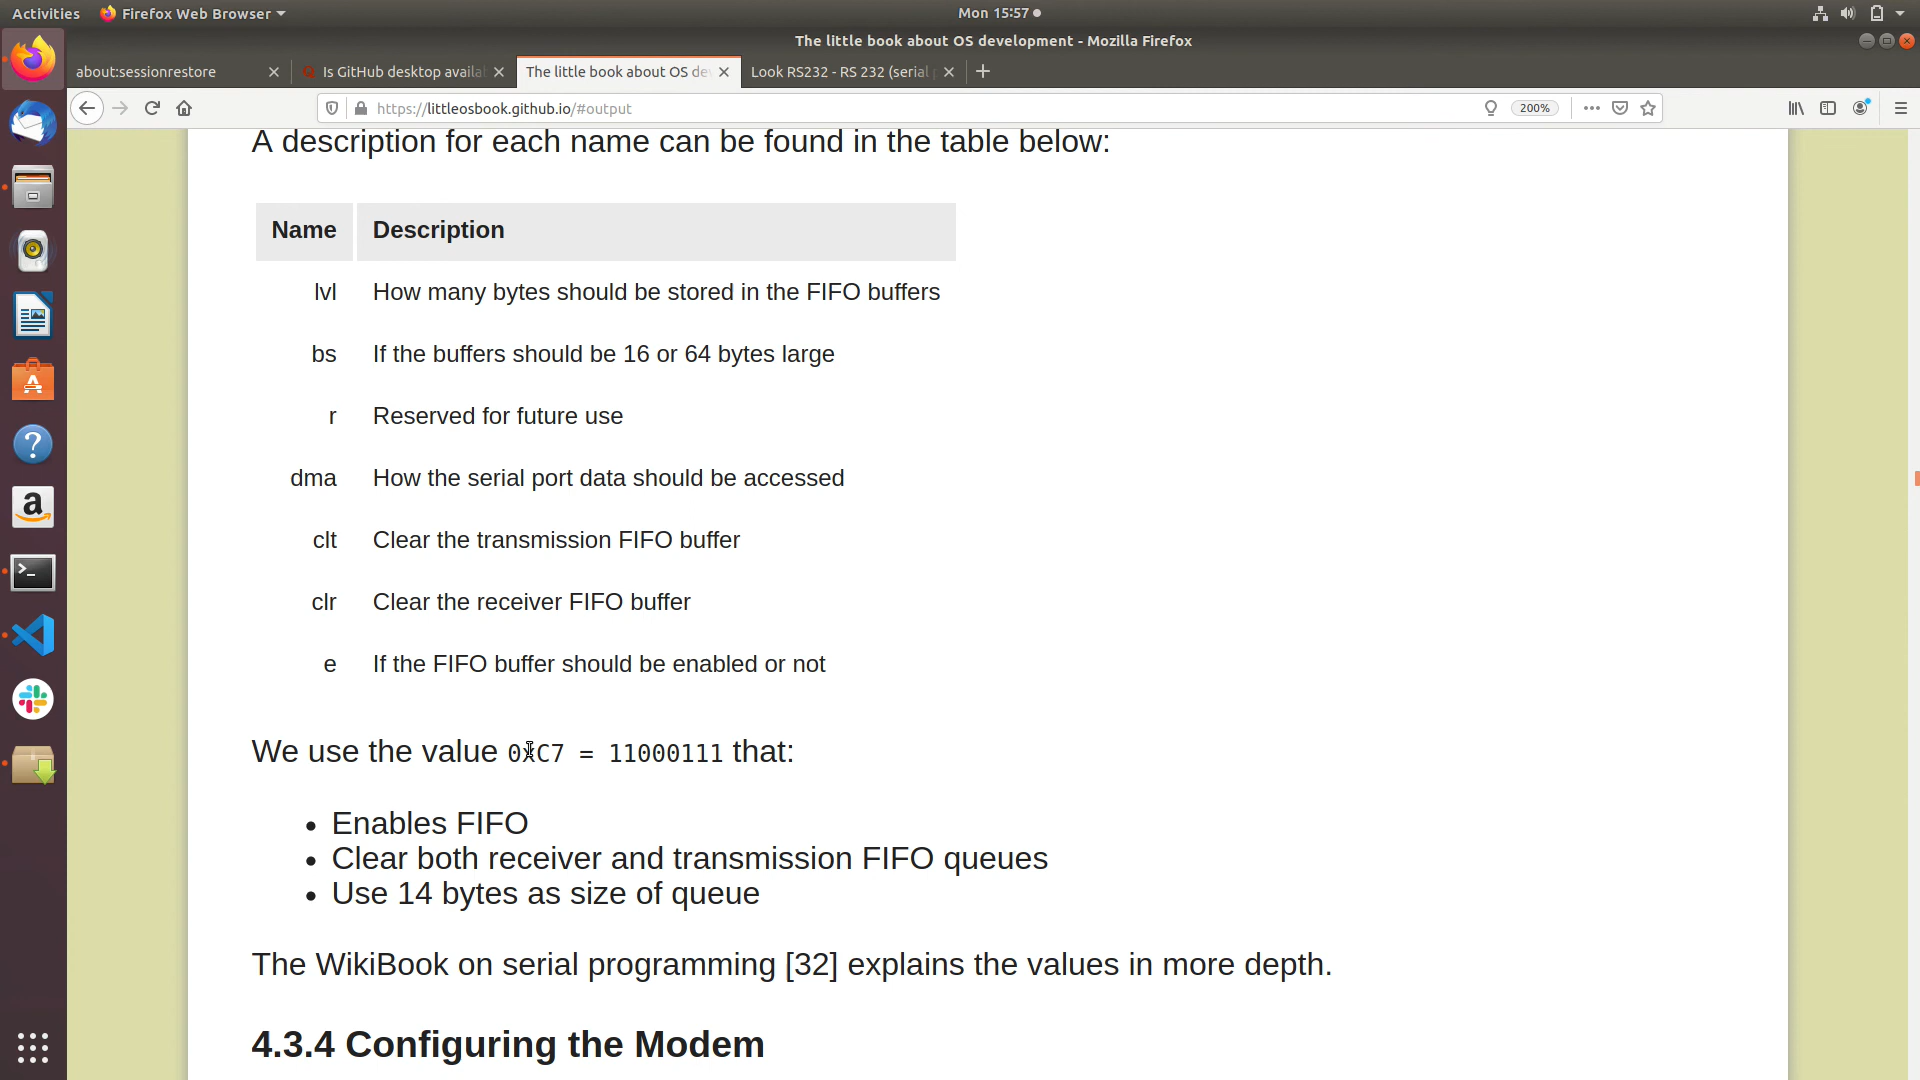 Activities Firefox Web Browser Mon 15:57
The little book about OS development - Mozilla Firefox
about:sessionrestore Is GitHub desktop availa The little book about OS de Look RS232 - RS 232 (serial
https://littleosbook.github.io/#output 200%
A description for each name can be found in the table below:
Name Description
lvl How many bytes should be stored in the FIFO buffers
bs If the buffers should be 16 or 64 bytes large
r Reserved for future use
dma How the serial port data should be accessed
clt Clear the transmission FIFO buffer
clr Clear the receiver FIFO buffer
e If the FIFO buffer should be enabled or not
We use the value 0xC7 = 11000111 that:
• Enables FIFO
• Clear both receiver and transmission FIFO queues
• Use 14 bytes as size of queue
The WikiBook on serial programming [32] explains the values in more depth.
4.3.4 Configuring the Modem